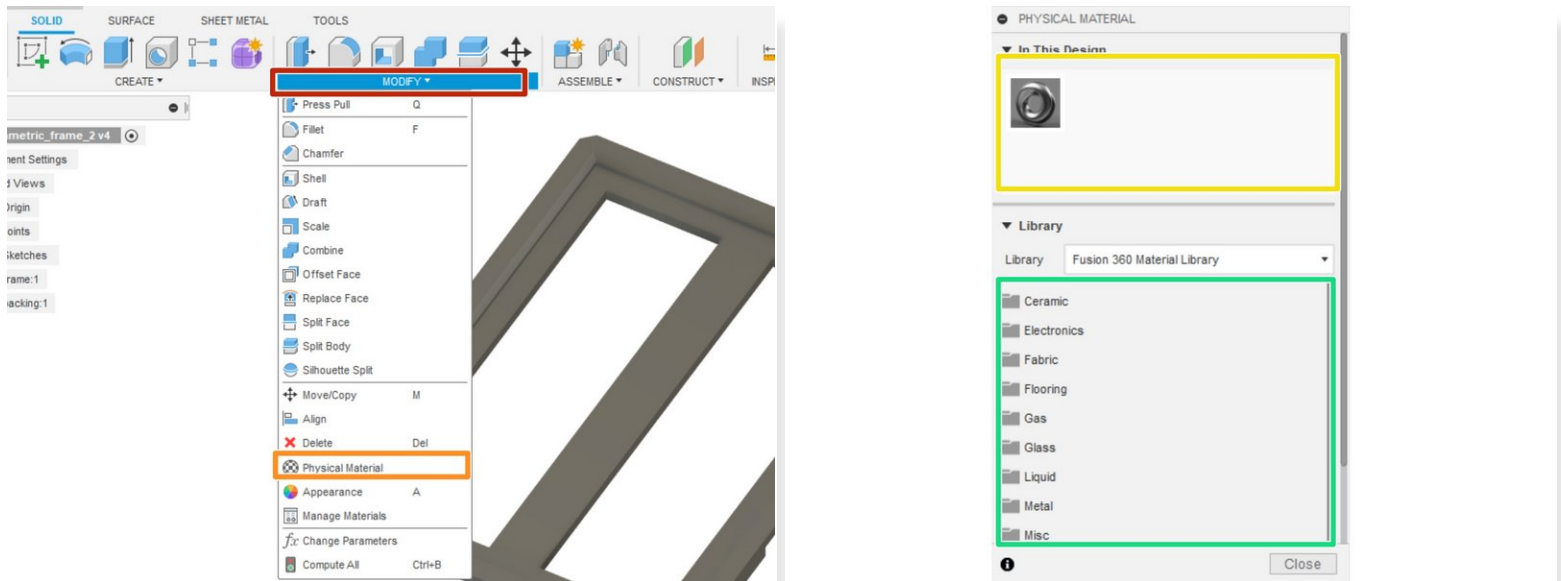 SOLID SURFACE SHEET METAL TOOLS
CREATE MODIFY ASSEMBLE CONSTRUCT INSP
Press Pull Q
metric_frame_2 v4
Fillet F
Chamfer
ment Settings
Shell
d Views
Draft
Origin
Scale
oints
Combine
Sketches
Offset Face
rame:1
Replace Face
acking:1
Split Face
Split Body
Silhouette Split
Move/Copy M
Align
Delete Del
Physical Material
Appearance A
Manage Materials
fx Change Parameters
Compute All Ctrl+B
PHYSICAL MATERIAL
In This Design
Library
Library Fusion 360 Material Library
Ceramic
Electronics
Fabric
Flooring
Gas
Glass
Liquid
Metal
Misc
Close